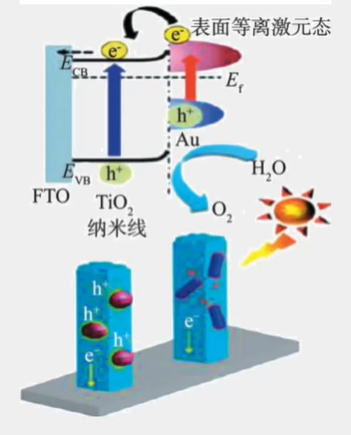 e⁻ e⁻ 表面等离激元态
E_CB
E_f
h⁺
Au
E_VB h⁺ H₂O
FTO TiO₂ O₂
纳米线
h⁺
h⁺ e⁻
h⁺
e⁻